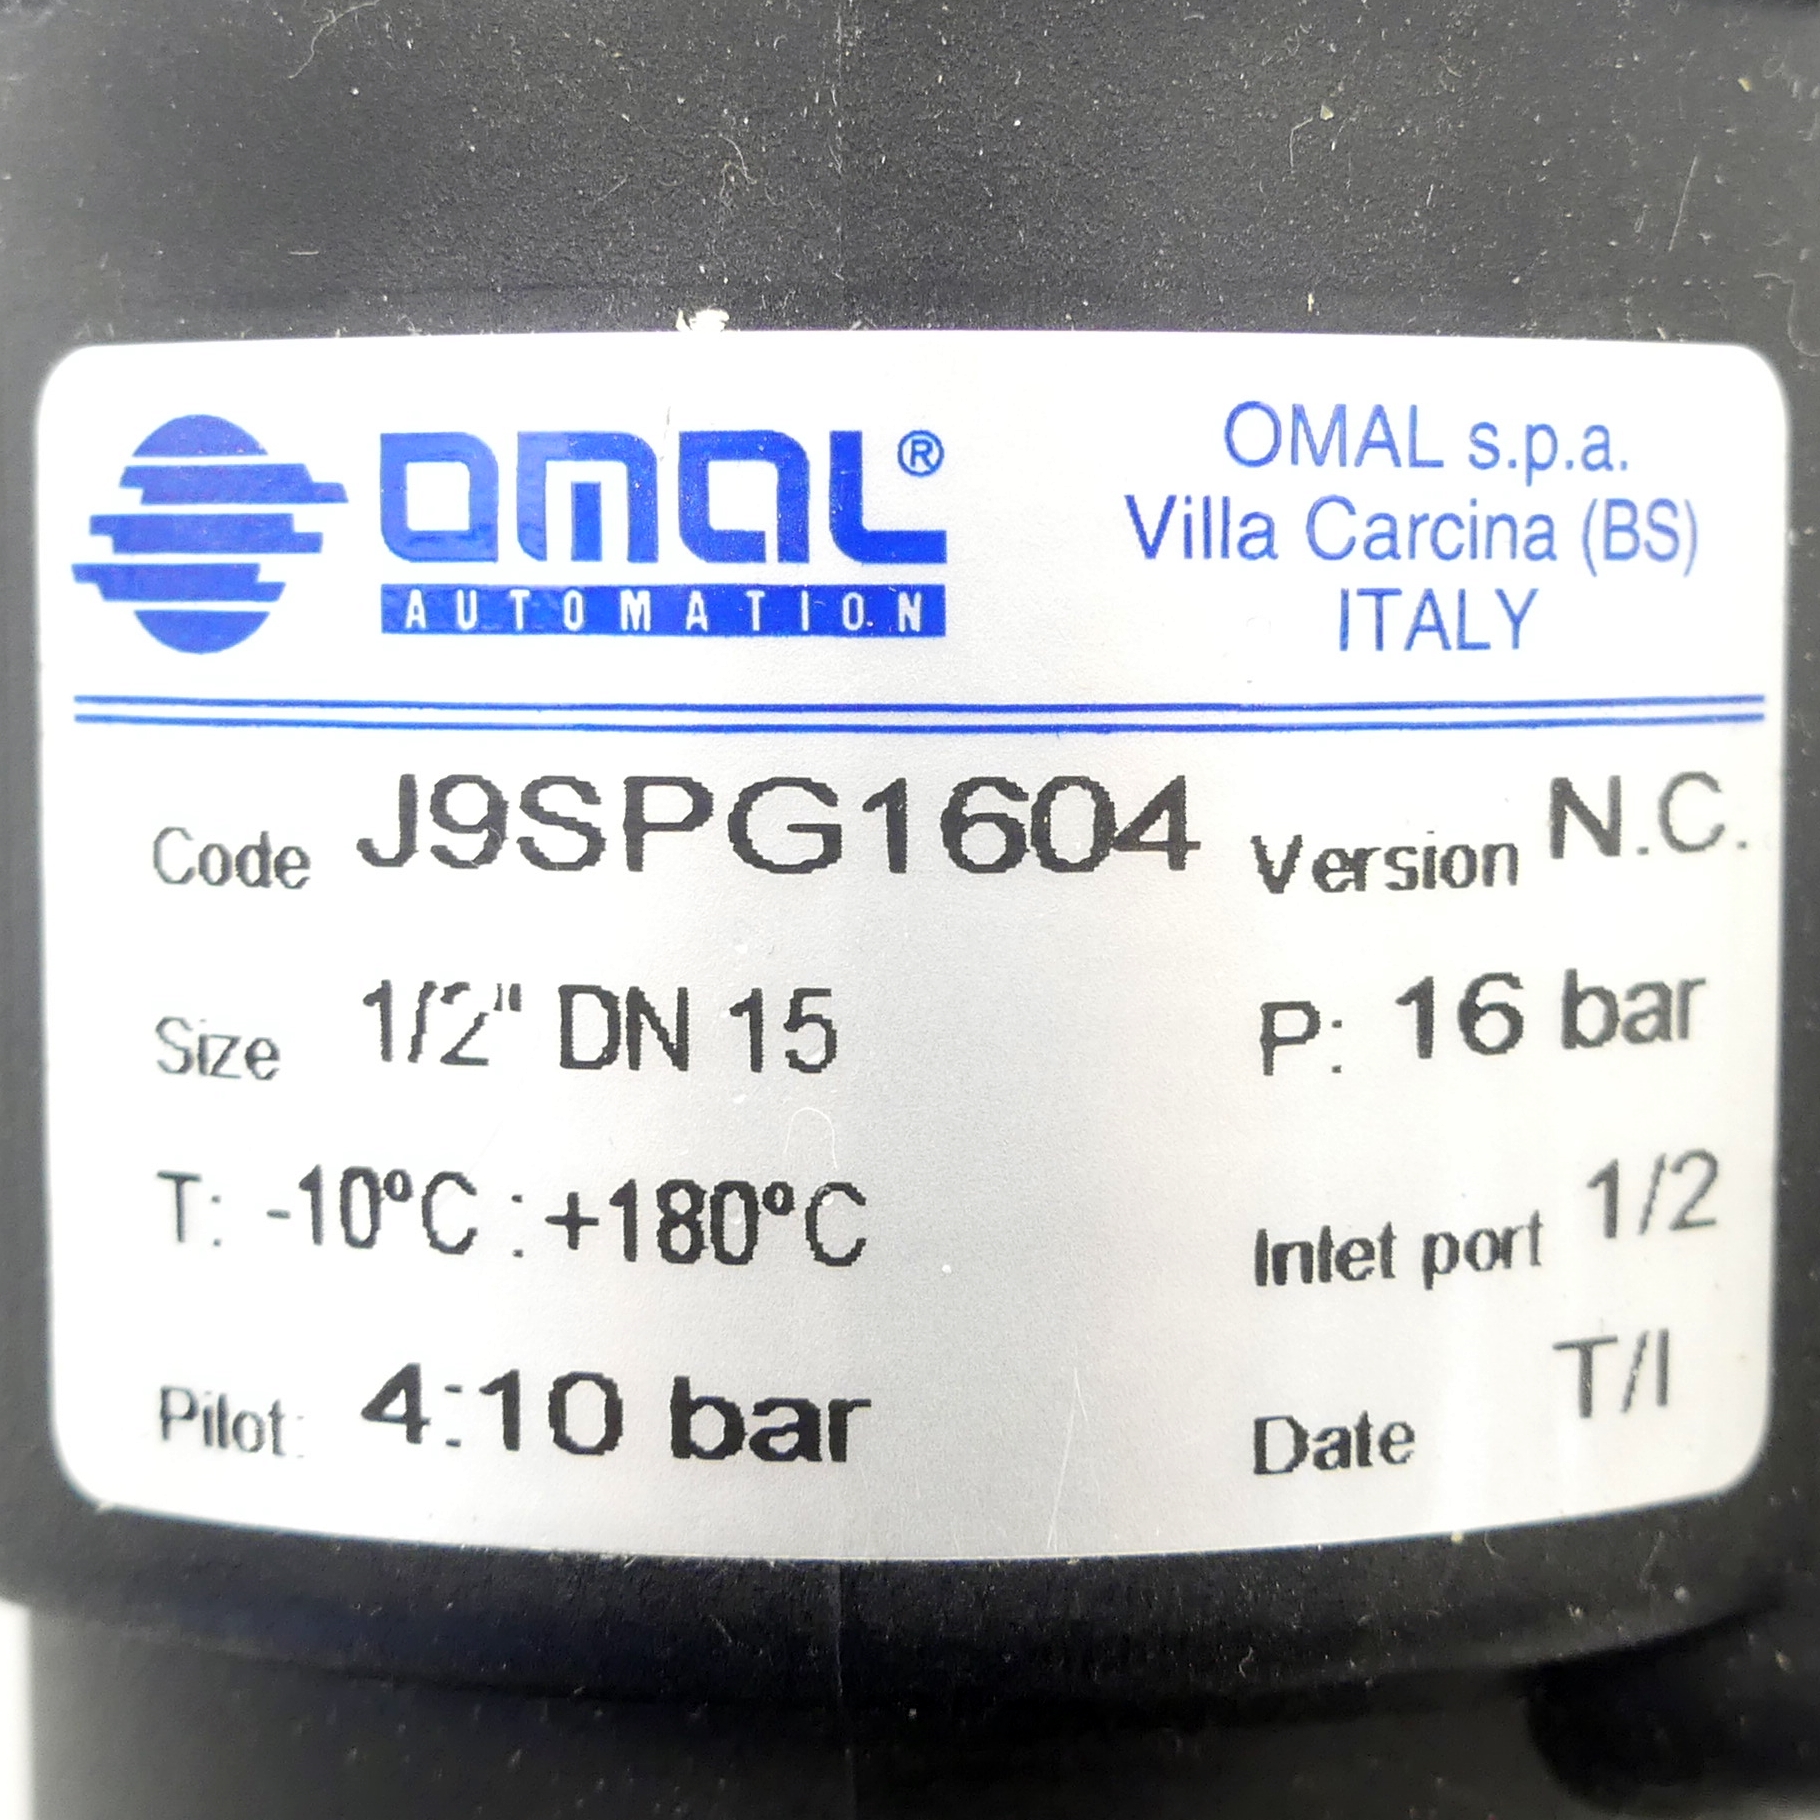 OMAL®
AUTOMATION
OMAL s.p.a.
Villa Carcina (BS)
ITALY
Code J9SPG1604 Version N.C.
Size 1/2" DN 15 P: 16 bar
T: -10°C : +180°C Inlet port 1/2
Pilot: 4:10 bar Date T/I